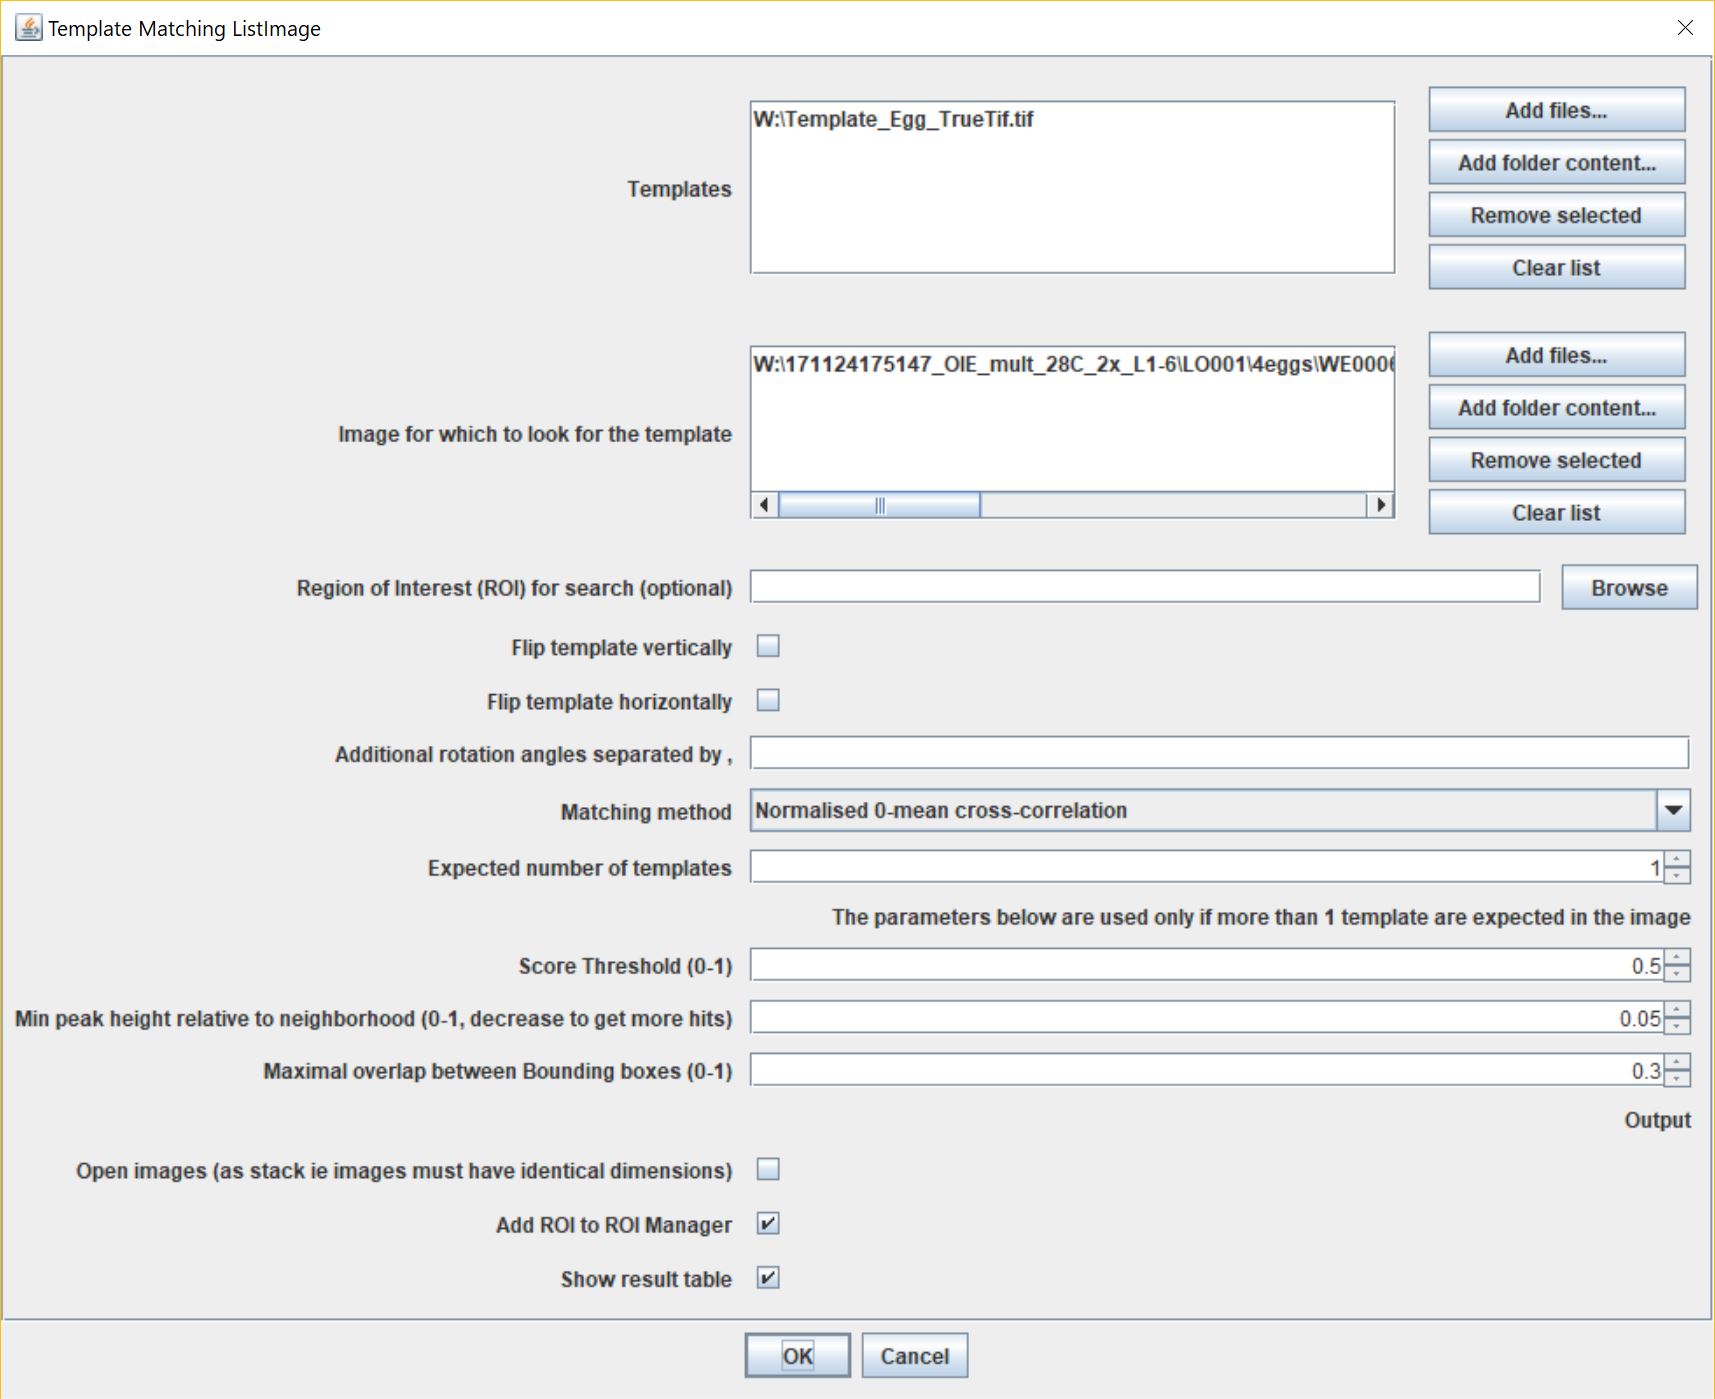 Template Matching ListImage
Templates
W:\Template_Egg_TrueTif.tif
Add files...
Add folder content...
Remove selected
Clear list
Image for which to look for the template
W:\171124175147_OIE_mult_28C_2x_L1-6\LO001\4eggs\WE0006
Add files...
Add folder content...
Remove selected
Clear list
Region of Interest (ROI) for search (optional)
Browse
Flip template vertically
Flip template horizontally
Additional rotation angles separated by ,
Matching method
Normalised 0-mean cross-correlation
Expected number of templates
1
The parameters below are used only if more than 1 template are expected in the image
Score Threshold (0-1)
0.5
Min peak height relative to neighborhood (0-1, decrease to get more hits)
0.05
Maximal overlap between Bounding boxes (0-1)
0.3
Output
Open images (as stack ie images must have identical dimensions)
Add ROI to ROI Manager
Show result table
OK
Cancel